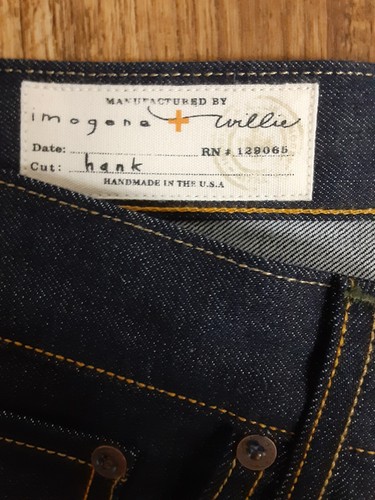 MANUFACTURED BY
imogene + willie
Date:
RN # 129065
Cut: hank
HANDMADE IN THE U.S.A